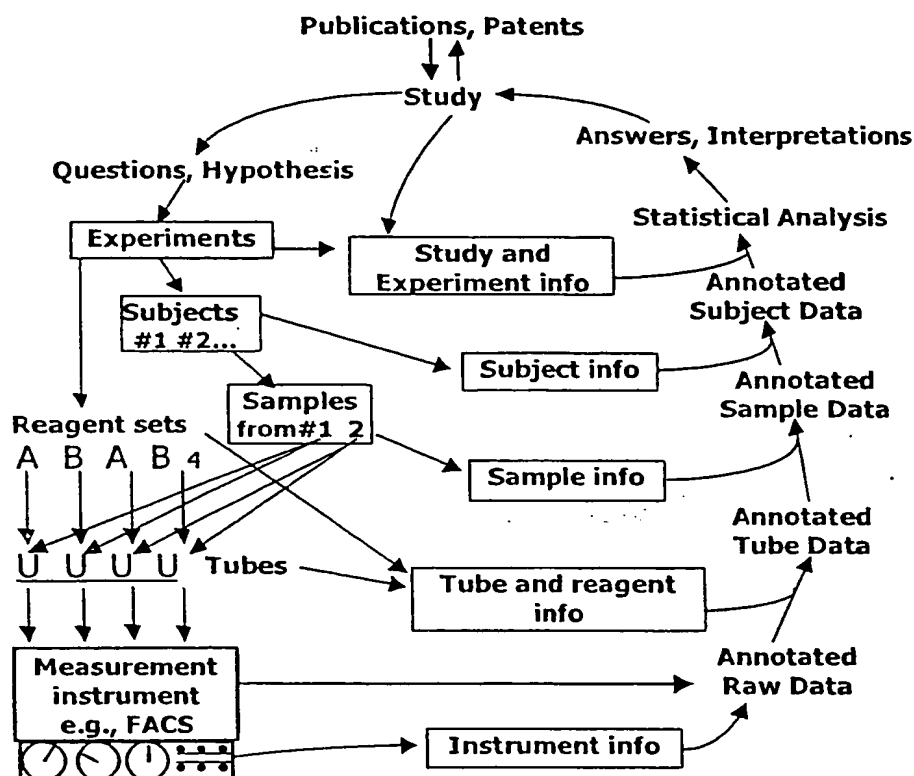 Publications, Patents
Study
Answers, Interpretations
Questions, Hypothesis
Statistical Analysis
Experiments
Study and
Experiment info
Annotated
Subject Data
Subjects
#1 #2...
Subject info
Annotated
Sample Data
Samples
from#1 2
Reagent sets
A B A B 4
Sample info
Annotated
Tube Data
U U U U Tubes
Tube and reagent
info
Measurement
instrument
e.g., FACS
Annotated
Raw Data
Instrument info